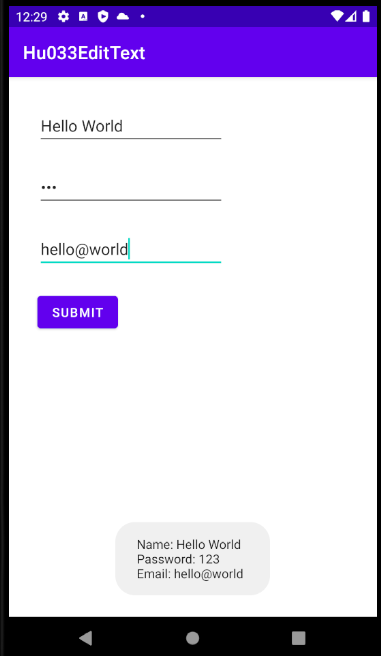 12:29
Hu033EditText
Hello World
•••
hello@world
SUBMIT
Name: Hello World
Password: 123
Email: hello@world